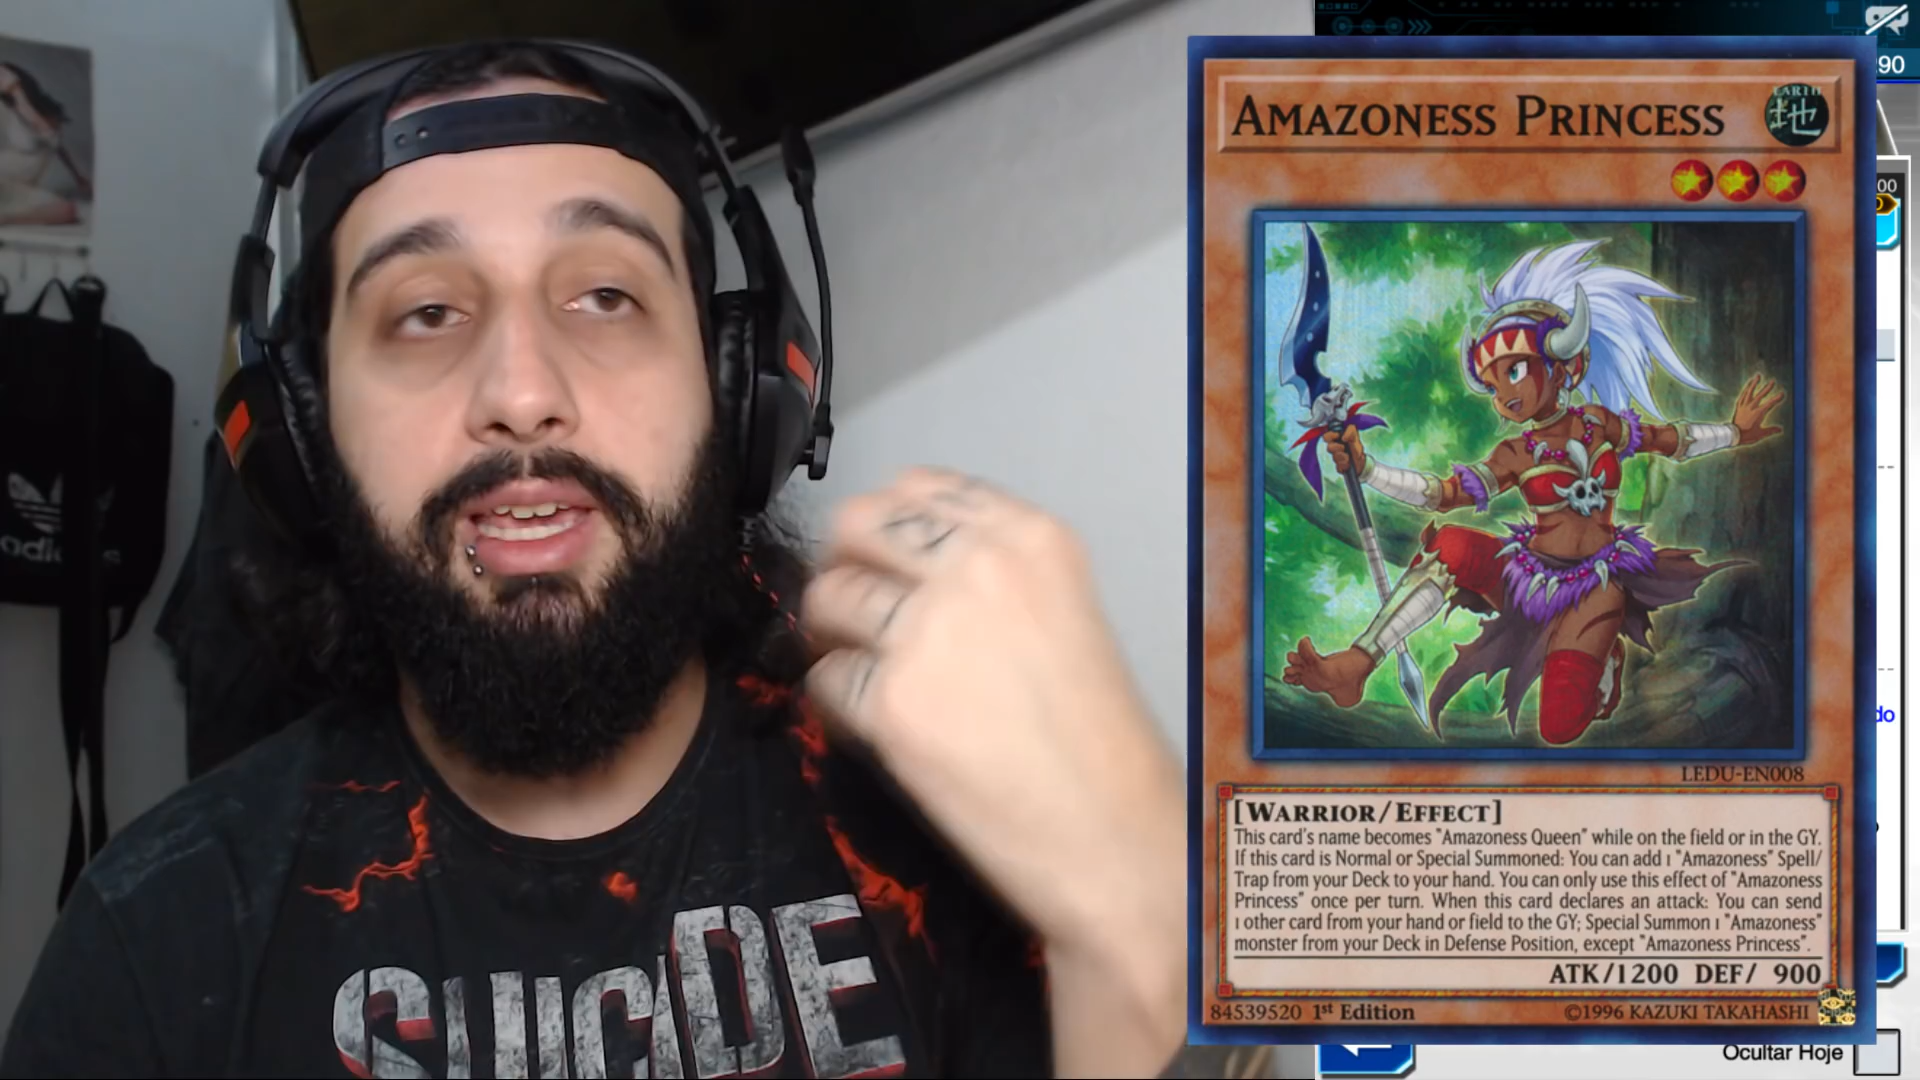 adidas
SUICIDE
AMAZONESS PRINCESS
EARTH
地
LEDU-EN008
[WARRIOR/EFFECT]
This card's name becomes "Amazoness Queen" while on the field or in the GY.
If this card is Normal or Special Summoned: You can add 1 "Amazoness" Spell/
Trap from your Deck to your hand. You can only use this effect of "Amazoness
Princess" once per turn. When this card declares an attack: You can send
1 other card from your hand or field to the GY; Special Summon 1 "Amazoness"
monster from your Deck in Defense Position, except "Amazoness Princess".
ATK/1200 DEF/ 900
84539520 1st Edition
©1996 KAZUKI TAKAHASHI
90
00
do
Ocultar Hoje